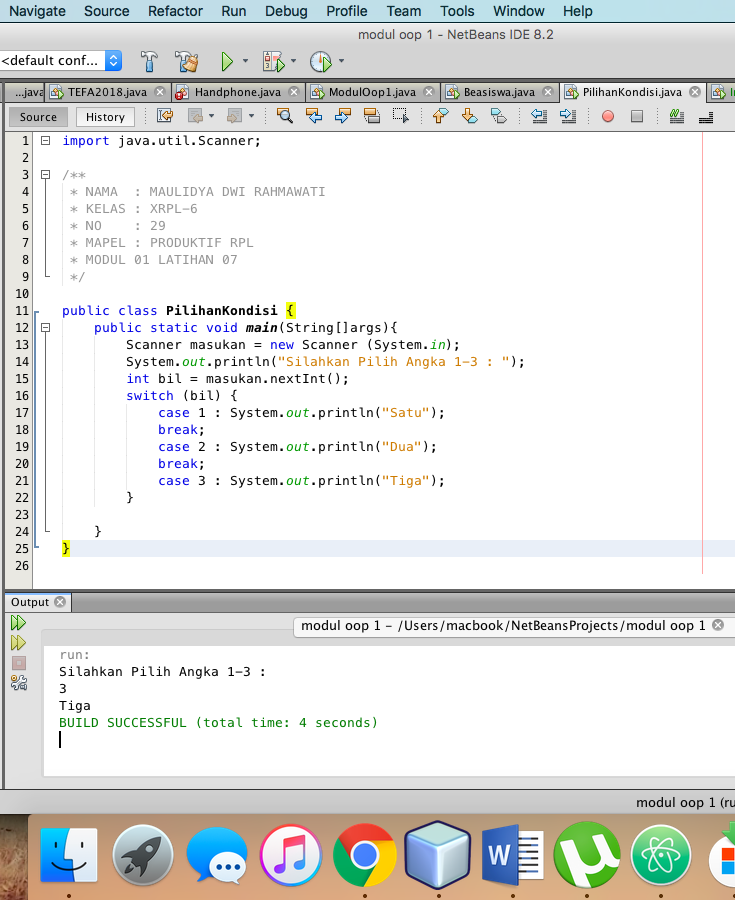 Navigate Source Refactor Run Debug Profile Team Tools Window Help
modul oop 1 - NetBeans IDE 8.2
<default conf...
...java TEFA2018.java Handphone.java ModulOop1.java Beasiswa.java PilihanKondisi.java
Source History
1 import java.util.Scanner;
2
3 /**
4 * NAMA : MAULIDYA DWI RAHMAWATI
5 * KELAS : XRPL-6
6 * NO : 29
7 * MAPEL : PRODUKTIF RPL
8 * MODUL 01 LATIHAN 07
9 */
10
11 public class PilihanKondisi {
12 public static void main(String[]args){
13 Scanner masukan = new Scanner (System.in);
14 System.out.println("Silahkan Pilih Angka 1-3 : ");
15 int bil = masukan.nextInt();
16 switch (bil) {
17 case 1 : System.out.println("Satu");
18 break;
19 case 2 : System.out.println("Dua");
20 break;
21 case 3 : System.out.println("Tiga");
22 }
23
24 }
25 }
26
Output
modul oop 1 - /Users/macbook/NetBeansProjects/modul oop 1
run:
Silahkan Pilih Angka 1-3 :
3
Tiga
BUILD SUCCESSFUL (total time: 4 seconds)
modul oop 1 (ru
W